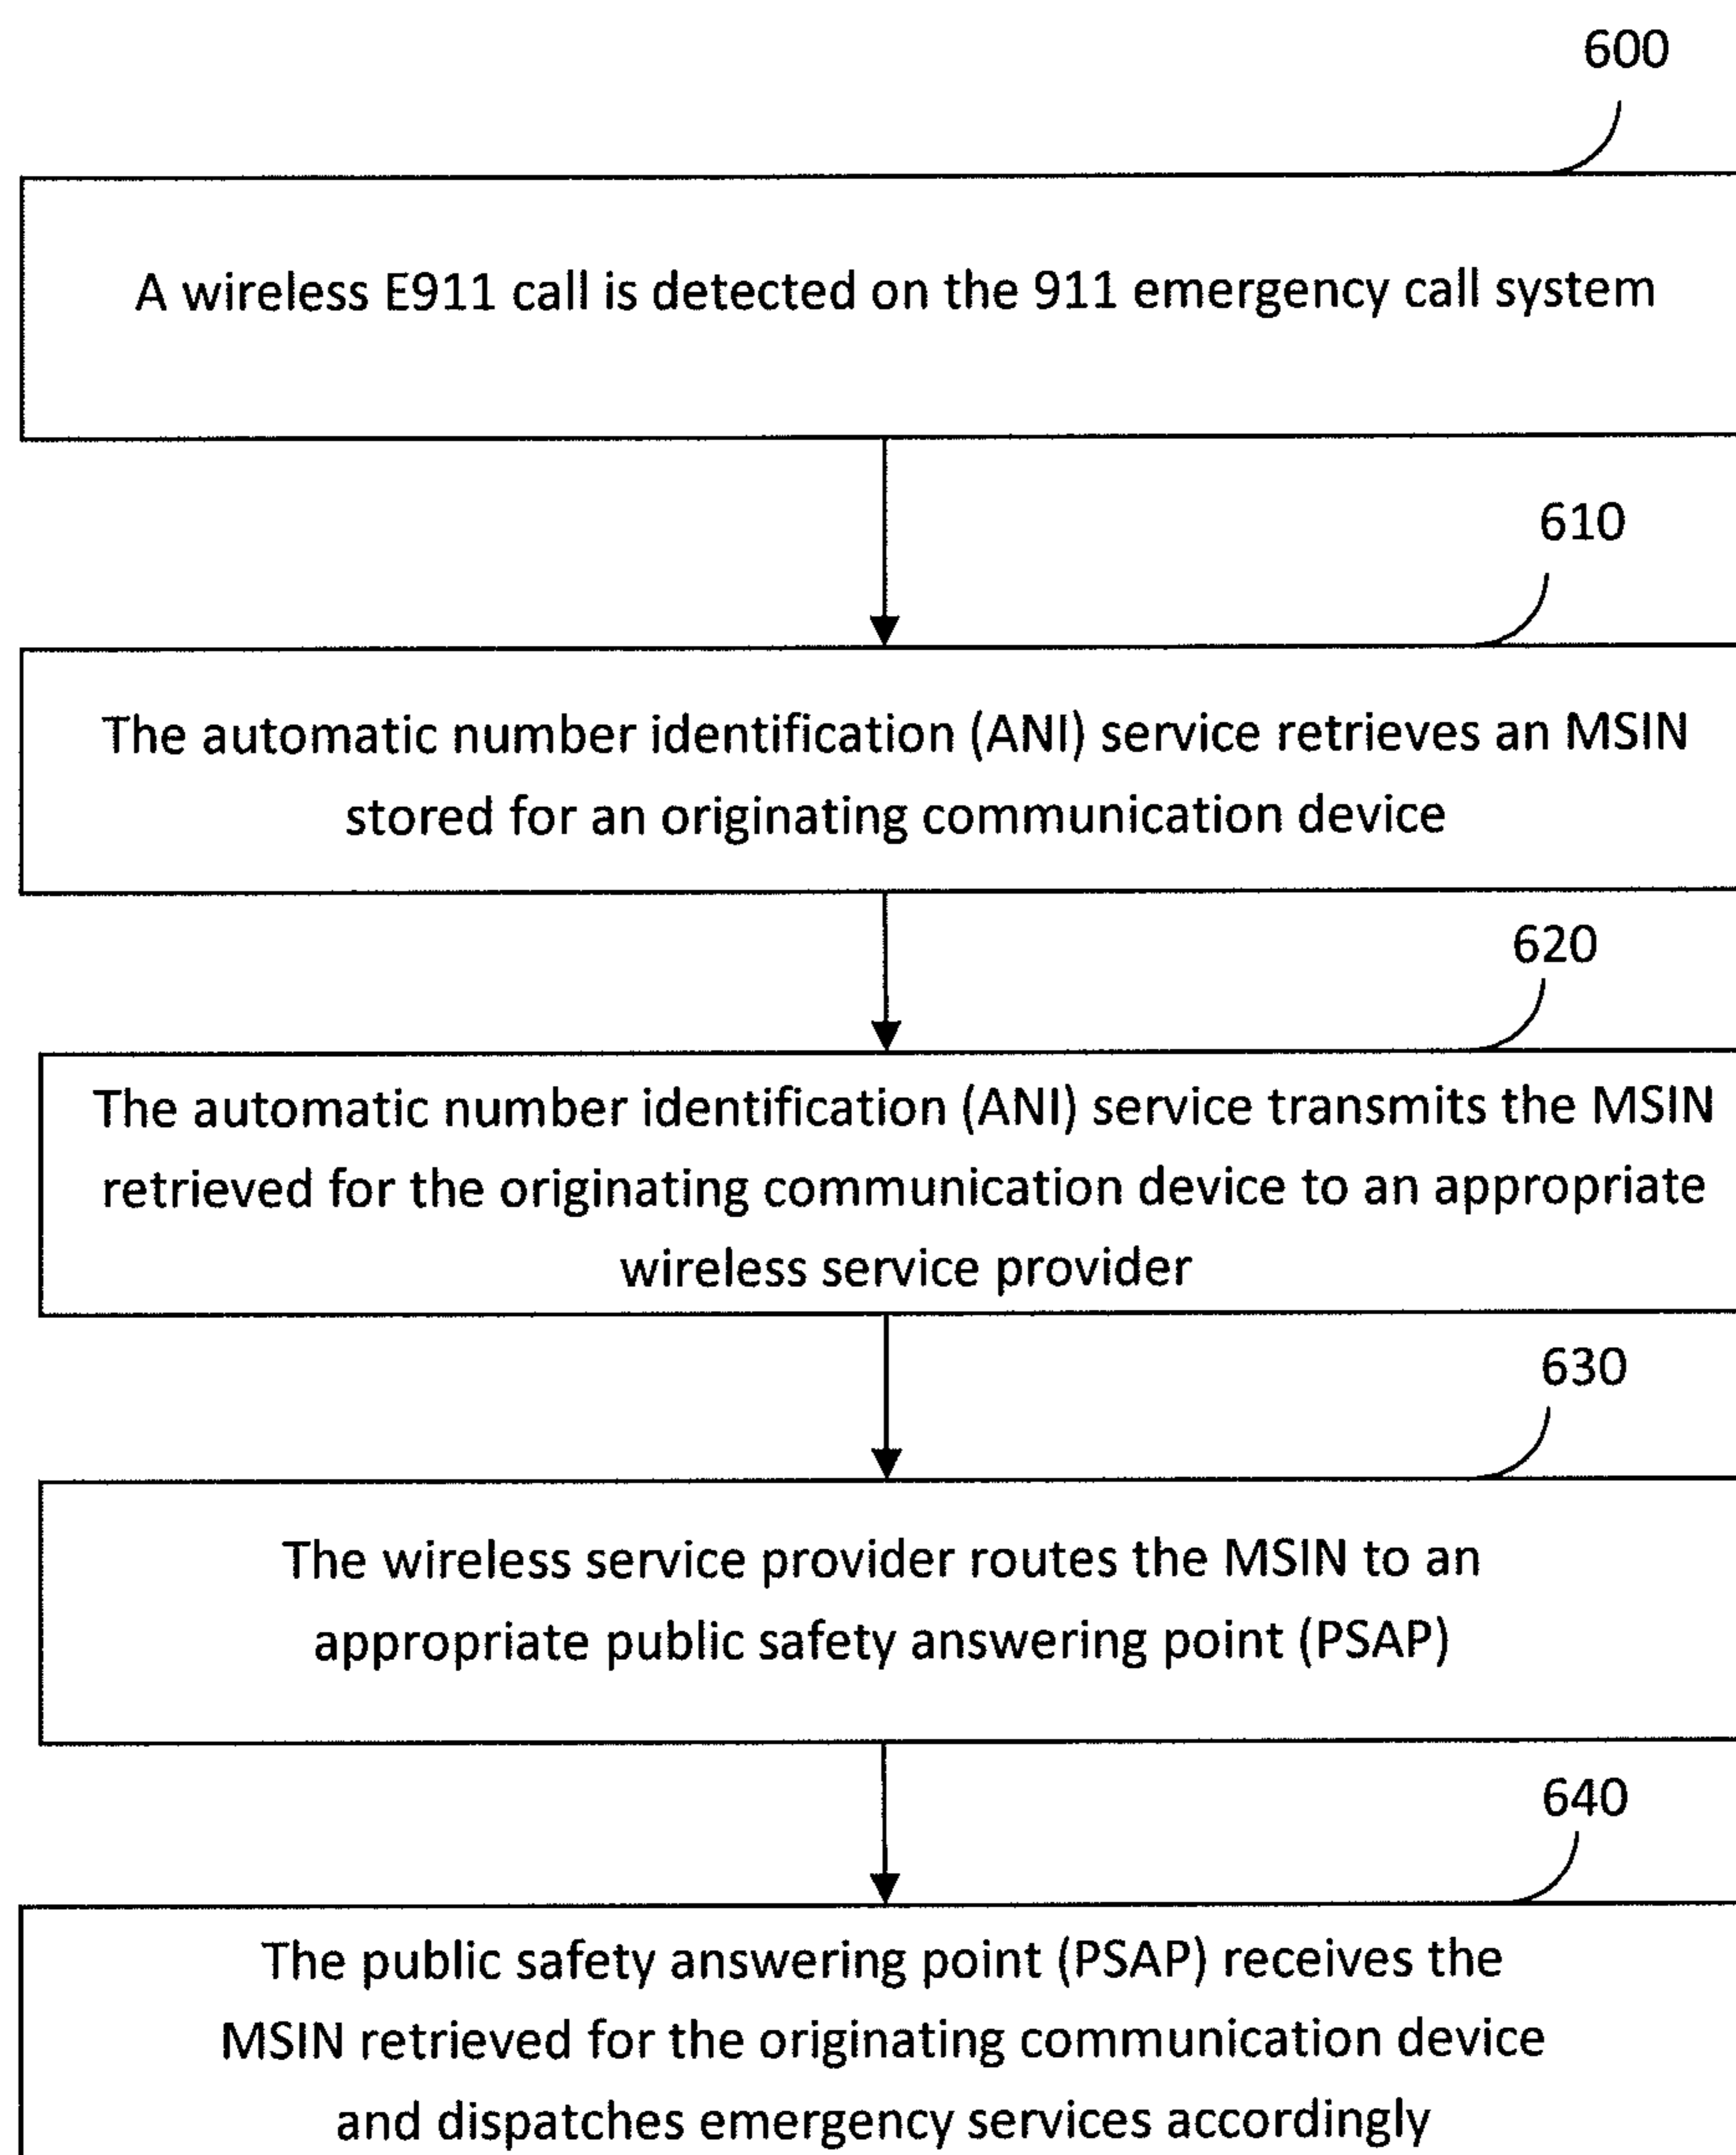 600
A wireless E911 call is detected on the 911 emergency call system
610
The automatic number identification (ANI) service retrieves an MSIN
stored for an originating communication device
620
The automatic number identification (ANI) service transmits the MSIN
retrieved for the originating communication device to an appropriate
wireless service provider
630
The wireless service provider routes the MSIN to an
appropriate public safety answering point (PSAP)
640
The public safety answering point (PSAP) receives the
MSIN retrieved for the originating communication device
and dispatches emergency services accordingly